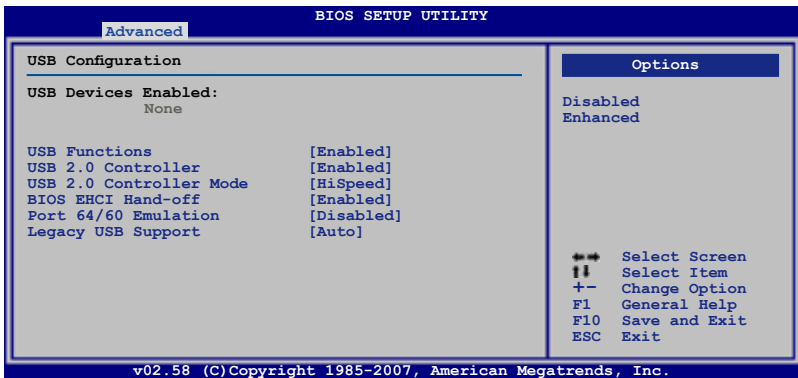 BIOS SETUP UTILITY
Advanced
USB Configuration
USB Devices Enabled:
None
USB Functions [Enabled]
USB 2.0 Controller [Enabled]
USB 2.0 Controller Mode [HiSpeed]
BIOS EHCI Hand-off [Enabled]
Port 64/60 Emulation [Disabled]
Legacy USB Support [Auto]
Options
Disabled
Enhanced
←→ Select Screen
↑↓ Select Item
+- Change Option
F1 General Help
F10 Save and Exit
ESC Exit
v02.58 (C)Copyright 1985-2007, American Megatrends, Inc.